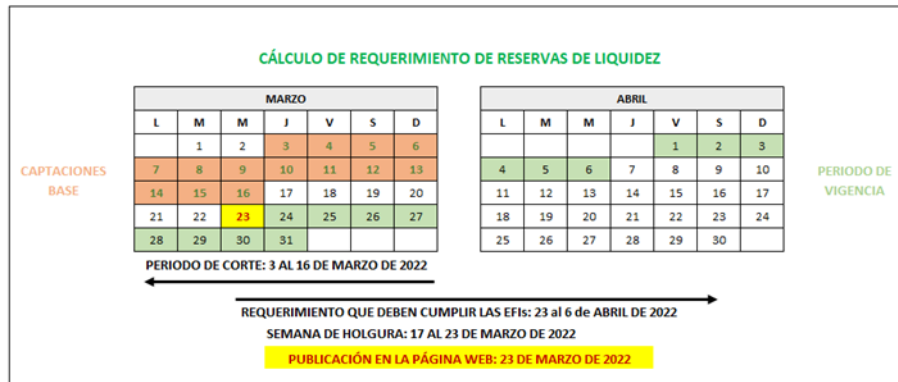 CÁLCULO DE REQUERIMIENTO DE RESERVAS DE LIQUIDEZ
MARZO
L M M J V S D
1 2 3 4 5 6
7 8 9 10 11 12 13
14 15 16 17 18 19 20
21 22 23 24 25 26 27
28 29 30 31
ABRIL
L M M J V S D
1 2 3
4 5 6 7 8 9 10
11 12 13 14 15 16 17
18 19 20 21 22 23 24
25 26 27 28 29 30
CAPTACIONES
BASE
PERIODO DE
VIGENCIA
PERIODO DE CORTE: 3 AL 16 DE MARZO DE 2022
REQUERIMIENTO QUE DEBEN CUMPLIR LAS EFIs: 23 al 6 de ABRIL DE 2022
SEMANA DE HOLGURA: 17 AL 23 DE MARZO DE 2022
PUBLICACIÓN EN LA PÁGINA WEB: 23 DE MARZO DE 2022